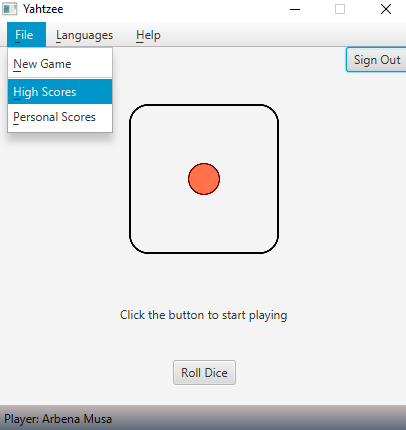 Yahtzee
File Languages Help
New Game
High Scores
Personal Scores
Sign Out
Click the button to start playing
Roll Dice
Player: Arbena Musa